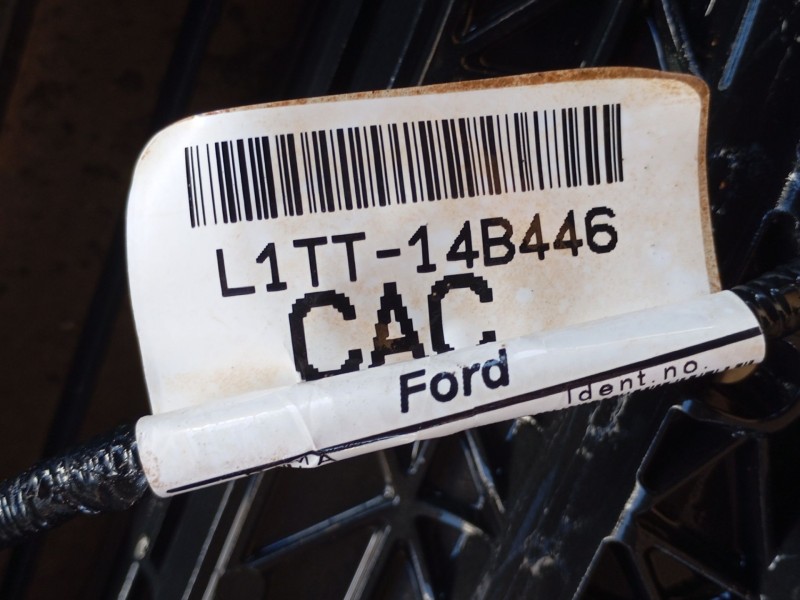 L1TT-14B446
CAC
Ford
Ident.no.